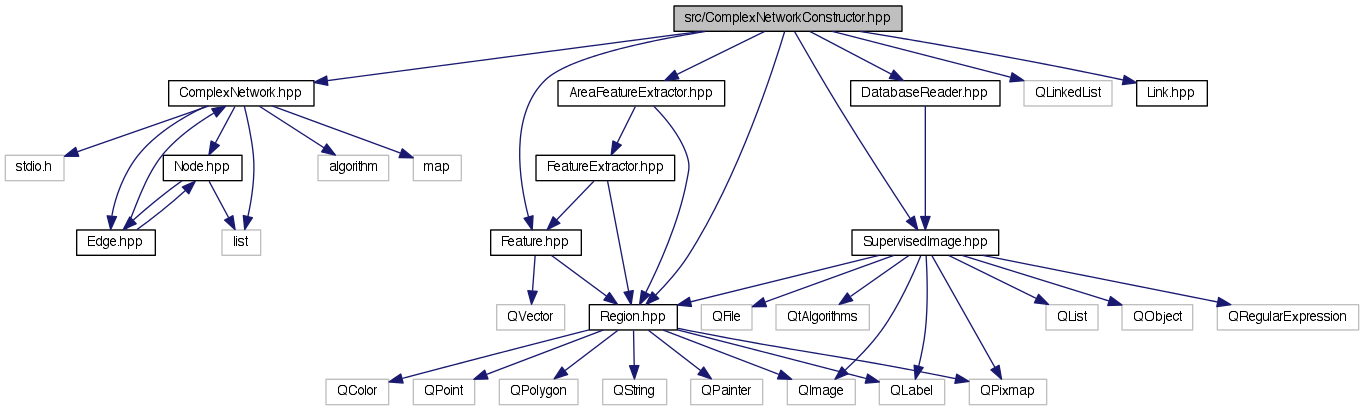 src/ComplexNetworkConstructor.hpp
ComplexNetwork.hpp
AreaFeatureExtractor.hpp
DatabaseReader.hpp
QLinkedList
Link.hpp
stdio.h
Node.hpp
algorithm
map
FeatureExtractor.hpp
Edge.hpp
list
Feature.hpp
SupervisedImage.hpp
QVector
Region.hpp
QFile
QtAlgorithms
QList
QObject
QRegularExpression
QColor
QPoint
QPolygon
QString
QPainter
QImage
QLabel
QPixmap